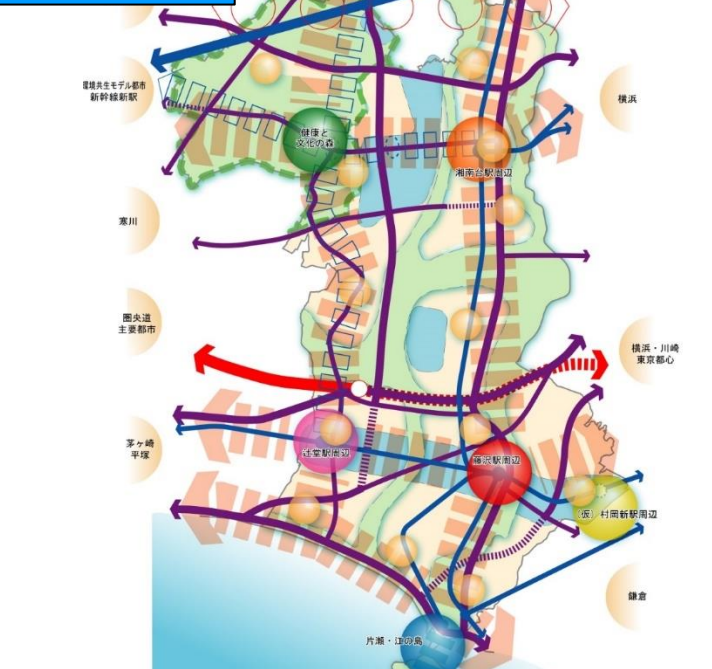 環境共生モデル都市
新幹線新駅
横浜
健康と
文化の森
湘南台駅周辺
寒川
圏央道
主要都市
横浜・川崎
東京都心
茅ヶ崎
平塚
辻堂駅周辺
藤沢駅周辺
(仮)村岡新駅周辺
鎌倉
片瀬・江の島